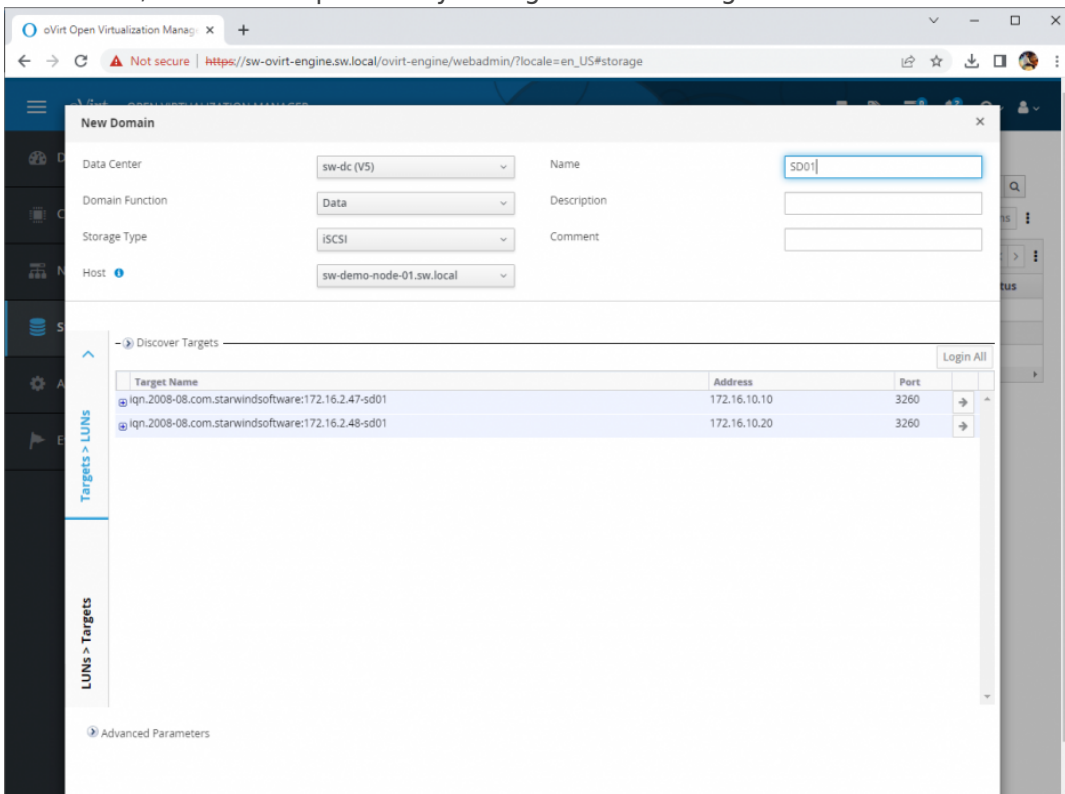 oVirt Open Virtualization Manag
Not secure | https://sw-ovirt-engine.sw.local/ovirt-engine/webadmin/?locale=en_US#storage
New Domain
Data Center
sw-dc (V5)
Name
SD01
Domain Function
Data
Description
Storage Type
iSCSI
Comment
Host
sw-demo-node-01.sw.local
tus
Discover Targets
Login All
Target Name Address Port
iqn.2008-08.com.starwindsoftware:172.16.2.47-sd01 172.16.10.10 3260
iqn.2008-08.com.starwindsoftware:172.16.2.48-sd01 172.16.10.20 3260
Targets > LUNs
LUNs > Targets
Advanced Parameters